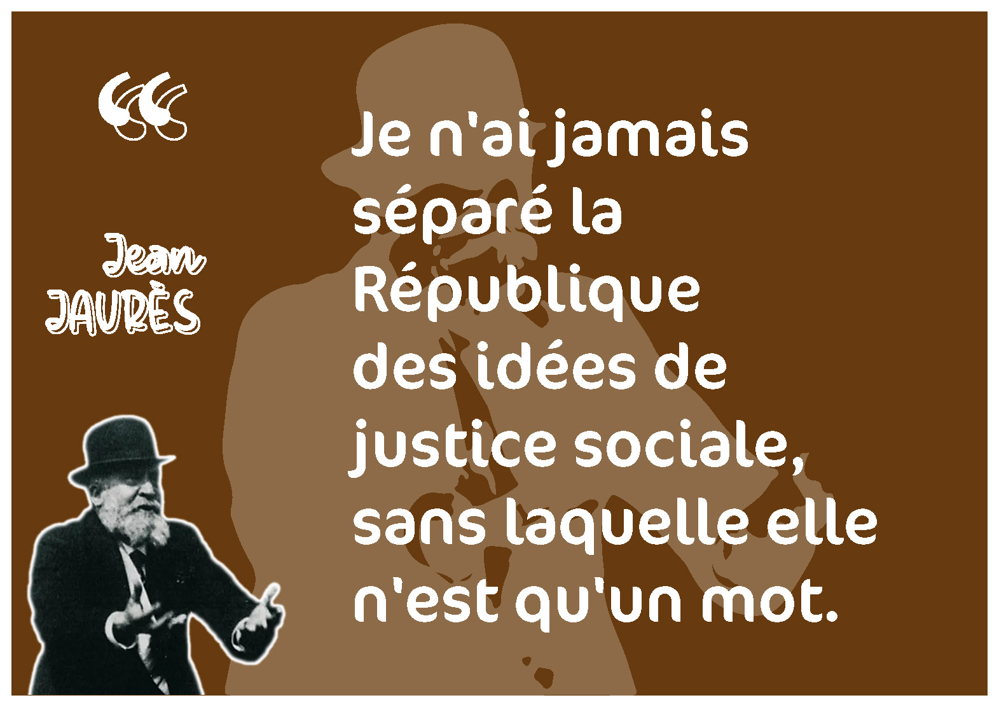 “
Jean
JAURÈS
Je n'ai jamais
séparé la
République
des idées de
justice sociale,
sans laquelle elle
n'est qu'un mot.